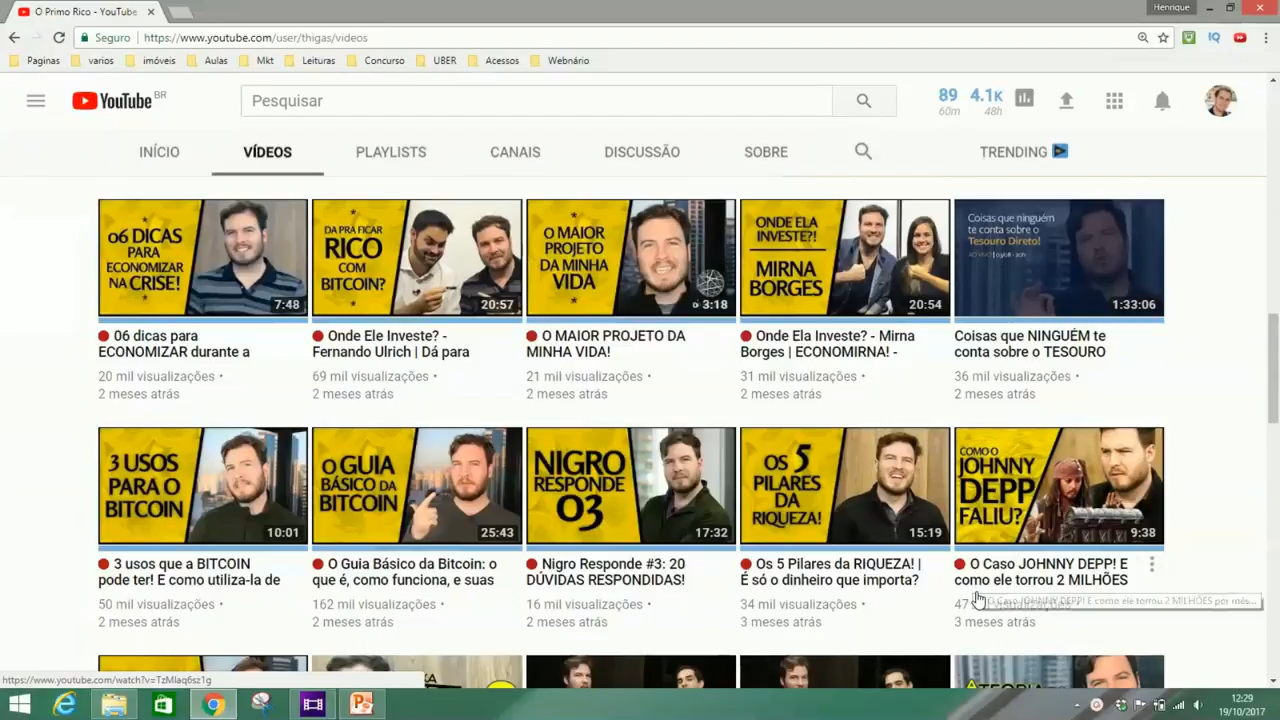 O Primo Rico - YouTube
Henrique
Seguro
https://www.youtube.com/user/thigas/videos
Paginas
varios
imóveis
Aulas
Mkt
Leituras
Concurso
UBER
Acessos
Webnário
YouTube BR
Pesquisar
89
60m
4.1K
48h
INÍCIO
VÍDEOS
PLAYLISTS
CANAIS
DISCUSSÃO
SOBRE
TRENDING
06 DICAS
PARA
ECONOMIZAR
NA CRISE!
7:48
DA PRÁ FICAR
RICO
COM
BITCOIN?
20:57
O MAIOR
PROJETO
DA MINHA
VIDA
3:18
ONDE ELA
INVESTE?!
MIRNA
BORGES
20:54
Coisas que ninguém
te conta sobre o
Tesouro Direto!
1:33:06
06 dicas para
ECONOMIZAR durante a
20 mil visualizações •
2 meses atrás
Onde Ele Investe? -
Fernando Ulrich | Dá para
69 mil visualizações •
2 meses atrás
O MAIOR PROJETO DA
MINHA VIDA!
21 mil visualizações •
2 meses atrás
Onde Ela Investe? - Mirna
Borges | ECONOMIRNA! -
31 mil visualizações •
2 meses atrás
Coisas que NINGUÉM te
conta sobre o TESOURO
36 mil visualizações •
2 meses atrás
3 USOS
PARA O
BITCOIN
10:01
O GUIA
BÁSICO DA
BITCOIN
25:43
NIGRO
RESPONDE
03
17:32
OS 5
PILARES
DA
RIQUEZA!
15:19
COMO O
JOHNNY
DEPP
FALIU?
9:38
3 usos que a BITCOIN
pode ter! E como utiliza-la de
50 mil visualizações •
2 meses atrás
O Guia Básico da Bitcoin: o
que é, como funciona, e suas
162 mil visualizações •
2 meses atrás
Nigro Responde #3: 20
DÚVIDAS RESPONDIDAS!
16 mil visualizações •
2 meses atrás
Os 5 Pilares da RIQUEZA! |
É só o dinheiro que importa?
34 mil visualizações •
3 meses atrás
O Caso JOHNNY DEPP! E
como ele torrou 2 MILHÕES
O Caso JOHNNY DEPP! E como ele torrou 2 MILHÕES por mês...
3 meses atrás
12:29
19/10/2017